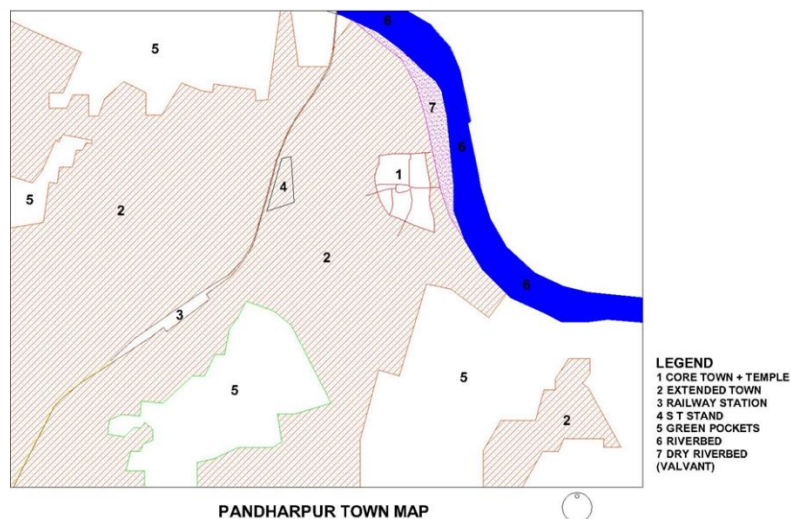 6
5
7
6
1
4
5
2
2
6
3
5
5
2
LEGEND
1 CORE TOWN + TEMPLE
2 EXTENDED TOWN
3 RAILWAY STATION
4 S T STAND
5 GREEN POCKETS
6 RIVERBED
7 DRY RIVERBED
(VALVANT)
PANDHARPUR TOWN MAP